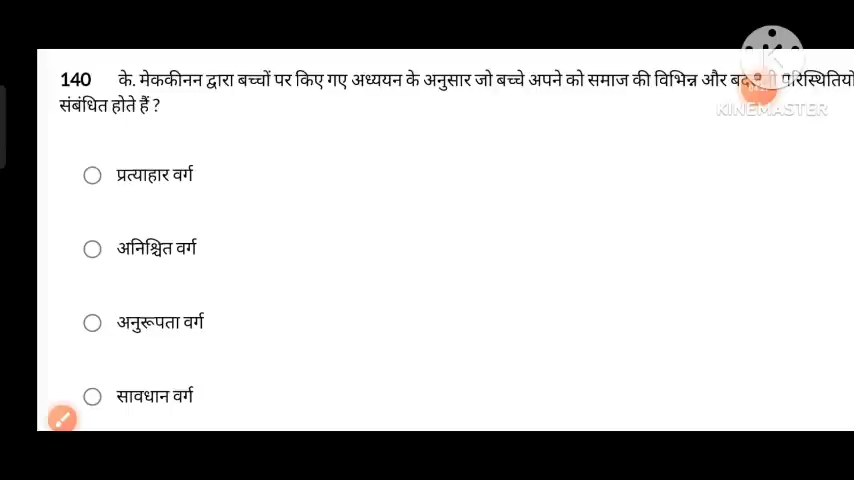 140 के. मेककीनन द्वारा बच्चों पर किए गए अध्ययन के अनुसार जो बच्चे अपने को समाज की विभिन्न और
संबंधित होते हैं ?
KINEMASTER
प्रत्याहार वर्ग
अनिश्चित वर्ग
अनुरूपता वर्ग
सावधान वर्ग